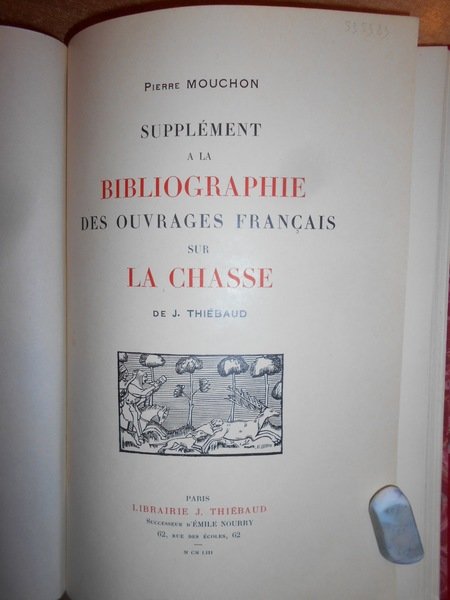 Pierre MOUCHON
SUPPLÉMENT
A LA
BIBLIOGRAPHIE
DES OUVRAGES FRANÇAIS
SUR
LA CHASSE
DE J. THIÉBAUD
PARIS
LIBRAIRIE J. THIÉBAUD
Successeur d'ÉMILE NOURRY
62, RUE DES ÉCOLES, 62
M CM LIII